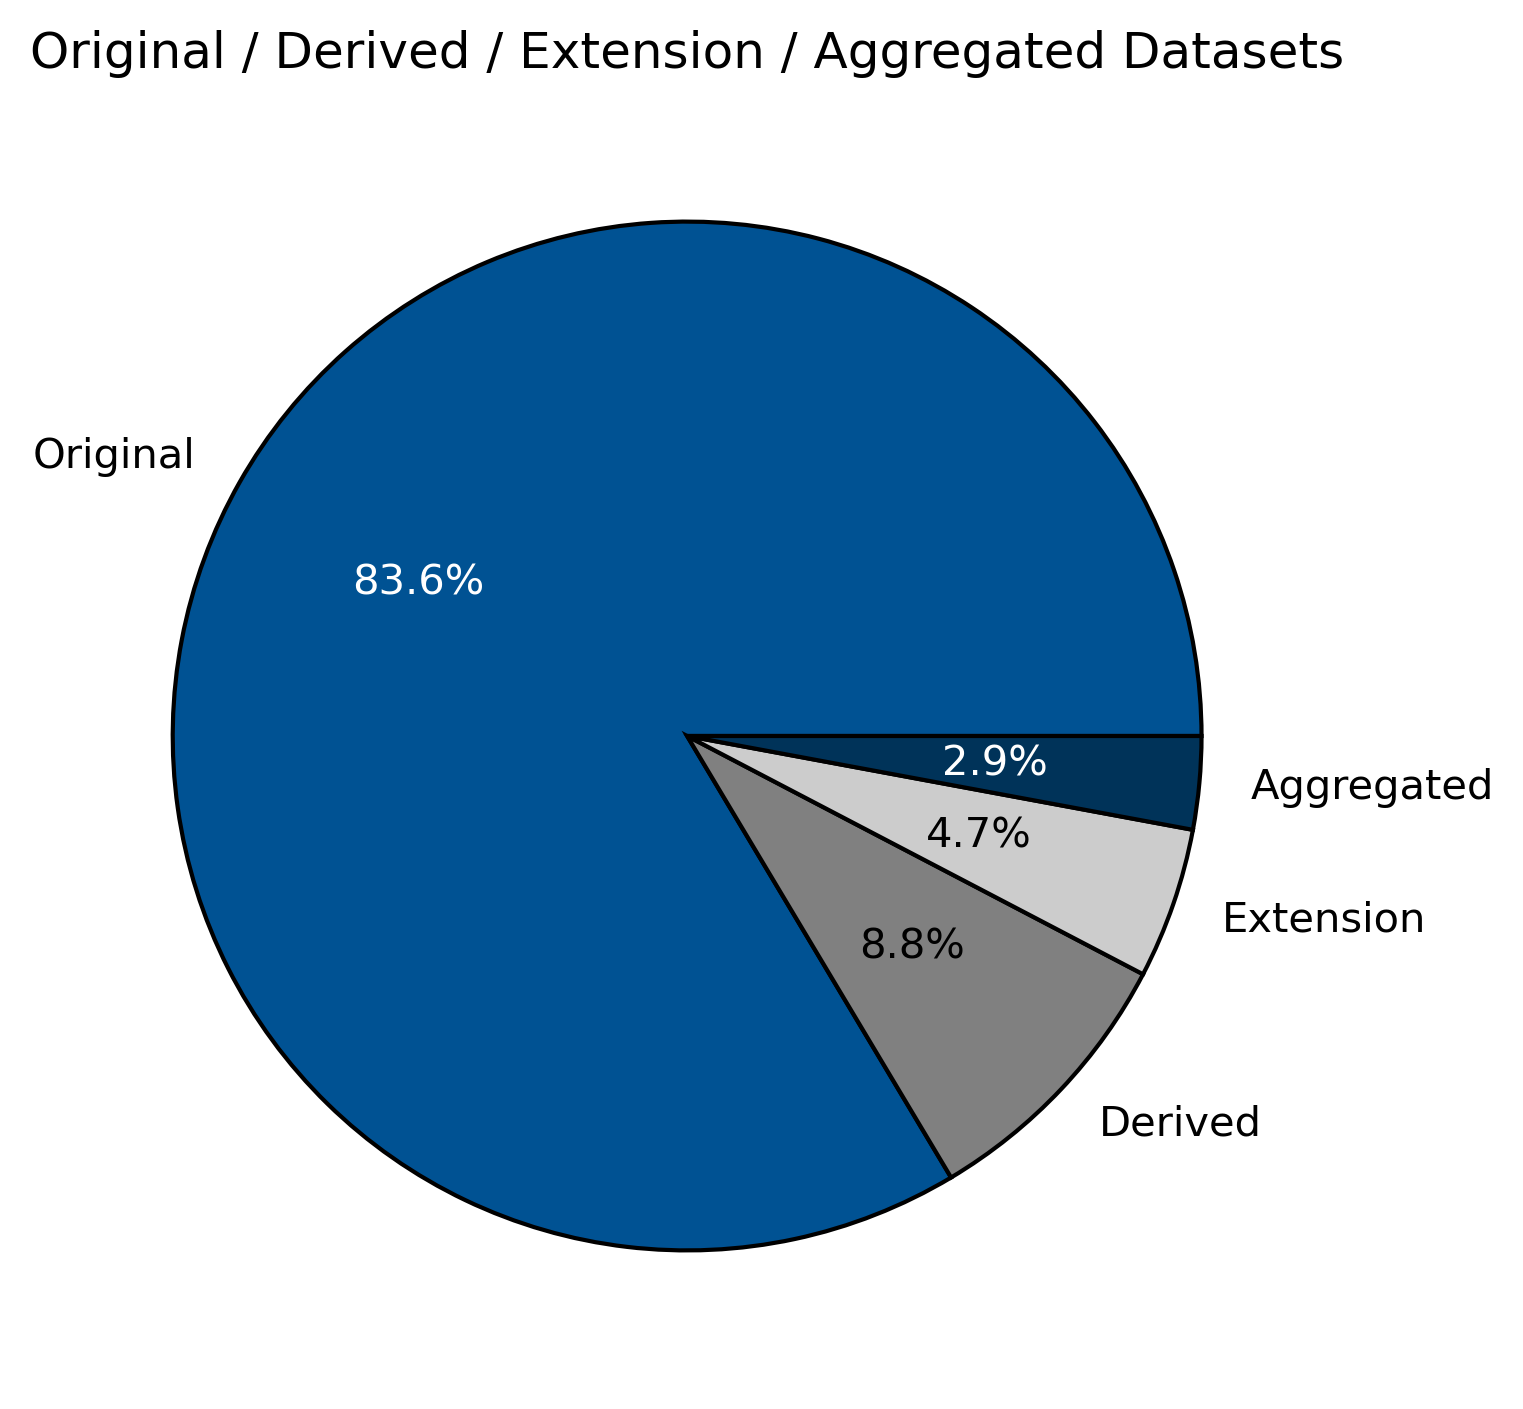 Original / Derived / Extension / Aggregated Datasets
Original
83.6%
2.9%
Aggregated
4.7%
Extension
8.8%
Derived